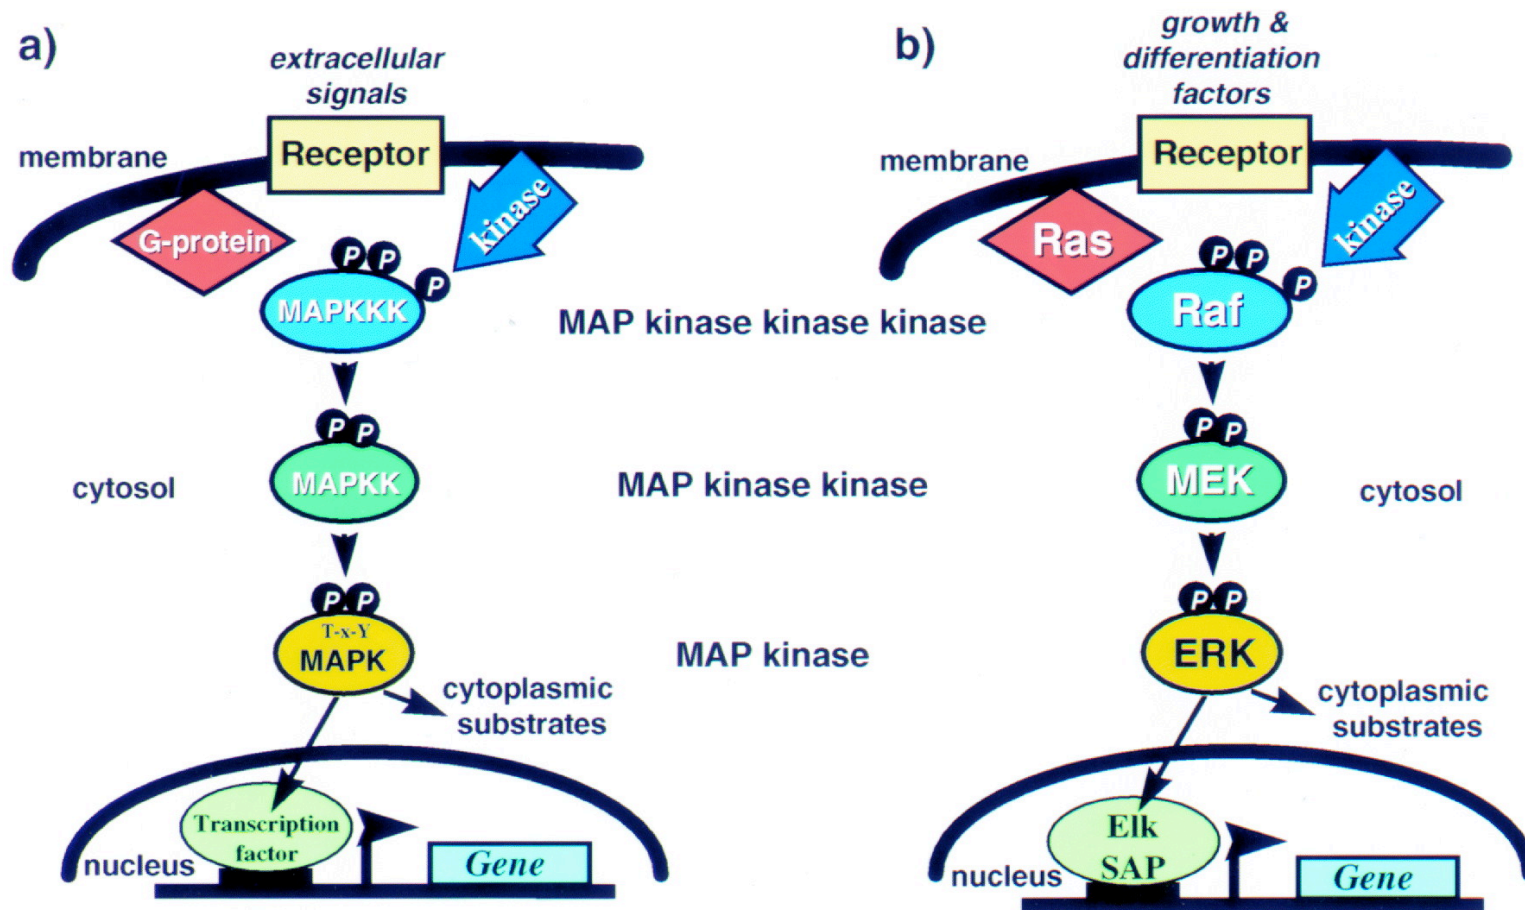 a)
extracellular
signals
membrane
Receptor
kinase
G-protein
P P
P
MAPKKK
MAP kinase kinase kinase
P P
MAPKK
cytosol
MAP kinase kinase
P P
T-x-Y
MAPK
MAP kinase
cytoplasmic
substrates
Transcription
factor
nucleus
Gene
b)
growth &
differentiation
factors
membrane
Receptor
kinase
Ras
P P
P
Raf
P P
MEK
cytosol
P P
ERK
cytoplasmic
substrates
Elk
SAP
nucleus
Gene